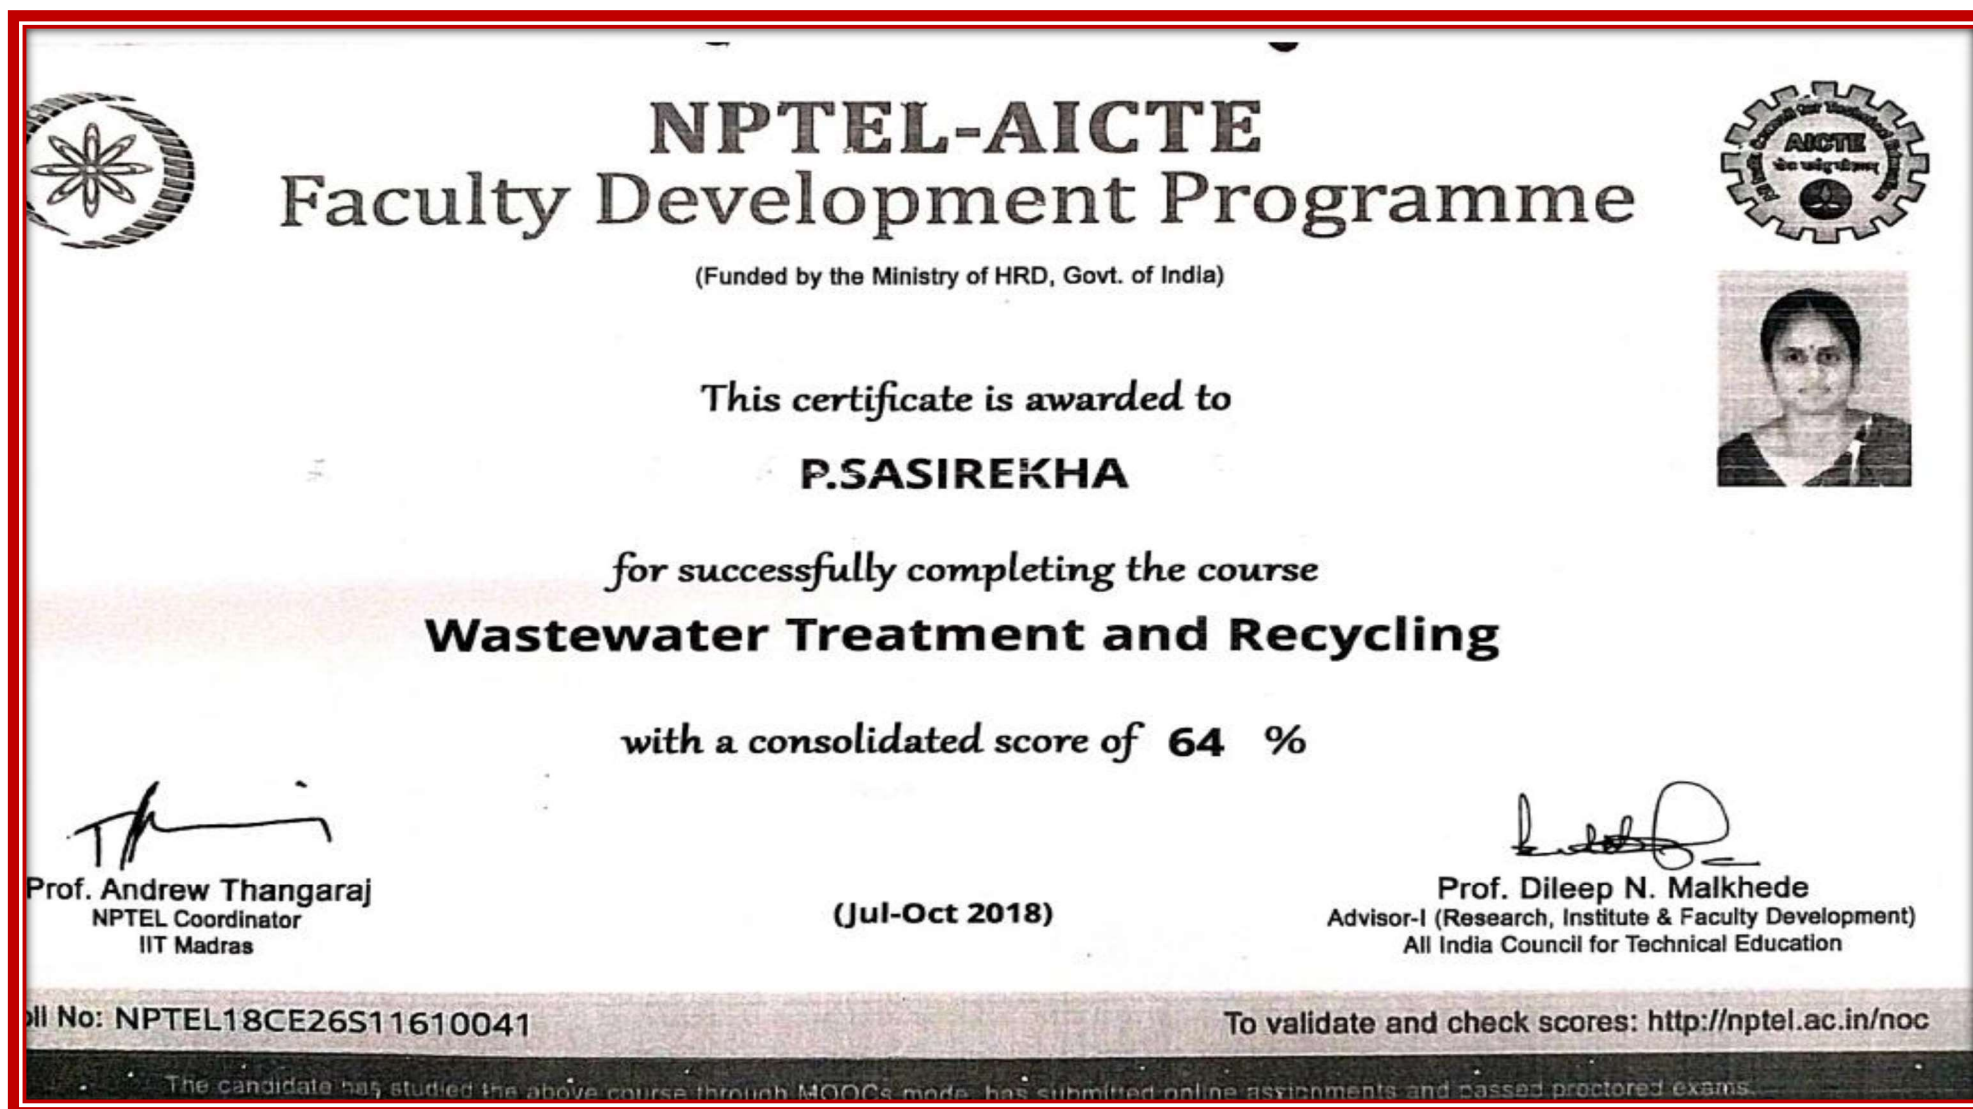 NPTEL-AICTE
Faculty Development Programme
(Funded by the Ministry of HRD, Govt. of India)
AICTE
This certificate is awarded to
P.SASIREKHA
for successfully completing the course
Wastewater Treatment and Recycling
with a consolidated score of 64 %
Prof. Andrew Thangaraj
NPTEL Coordinator
IIT Madras
(Jul-Oct 2018)
Prof. Dileep N. Malkhede
Advisor-I (Research, Institute & Faculty Development)
All India Council for Technical Education
oll No: NPTEL18CE26S11610041
To validate and check scores: http://nptel.ac.in/noc
The candidate has studied the above course through MOOCs mode, has submitted online assignments and passed proctored exams.